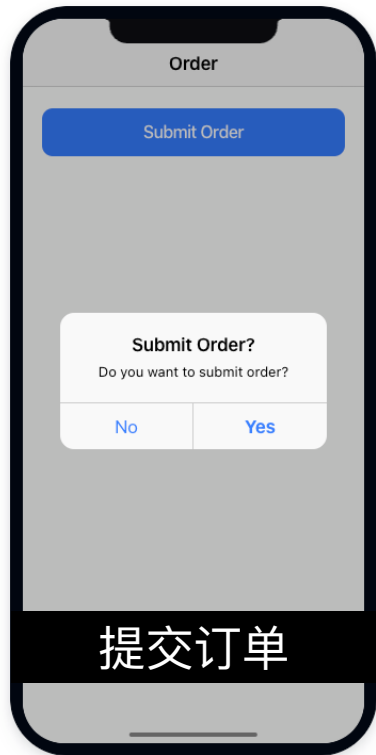 Order
Submit Order
Submit Order?
Do you want to submit order?
No
Yes
提交订单